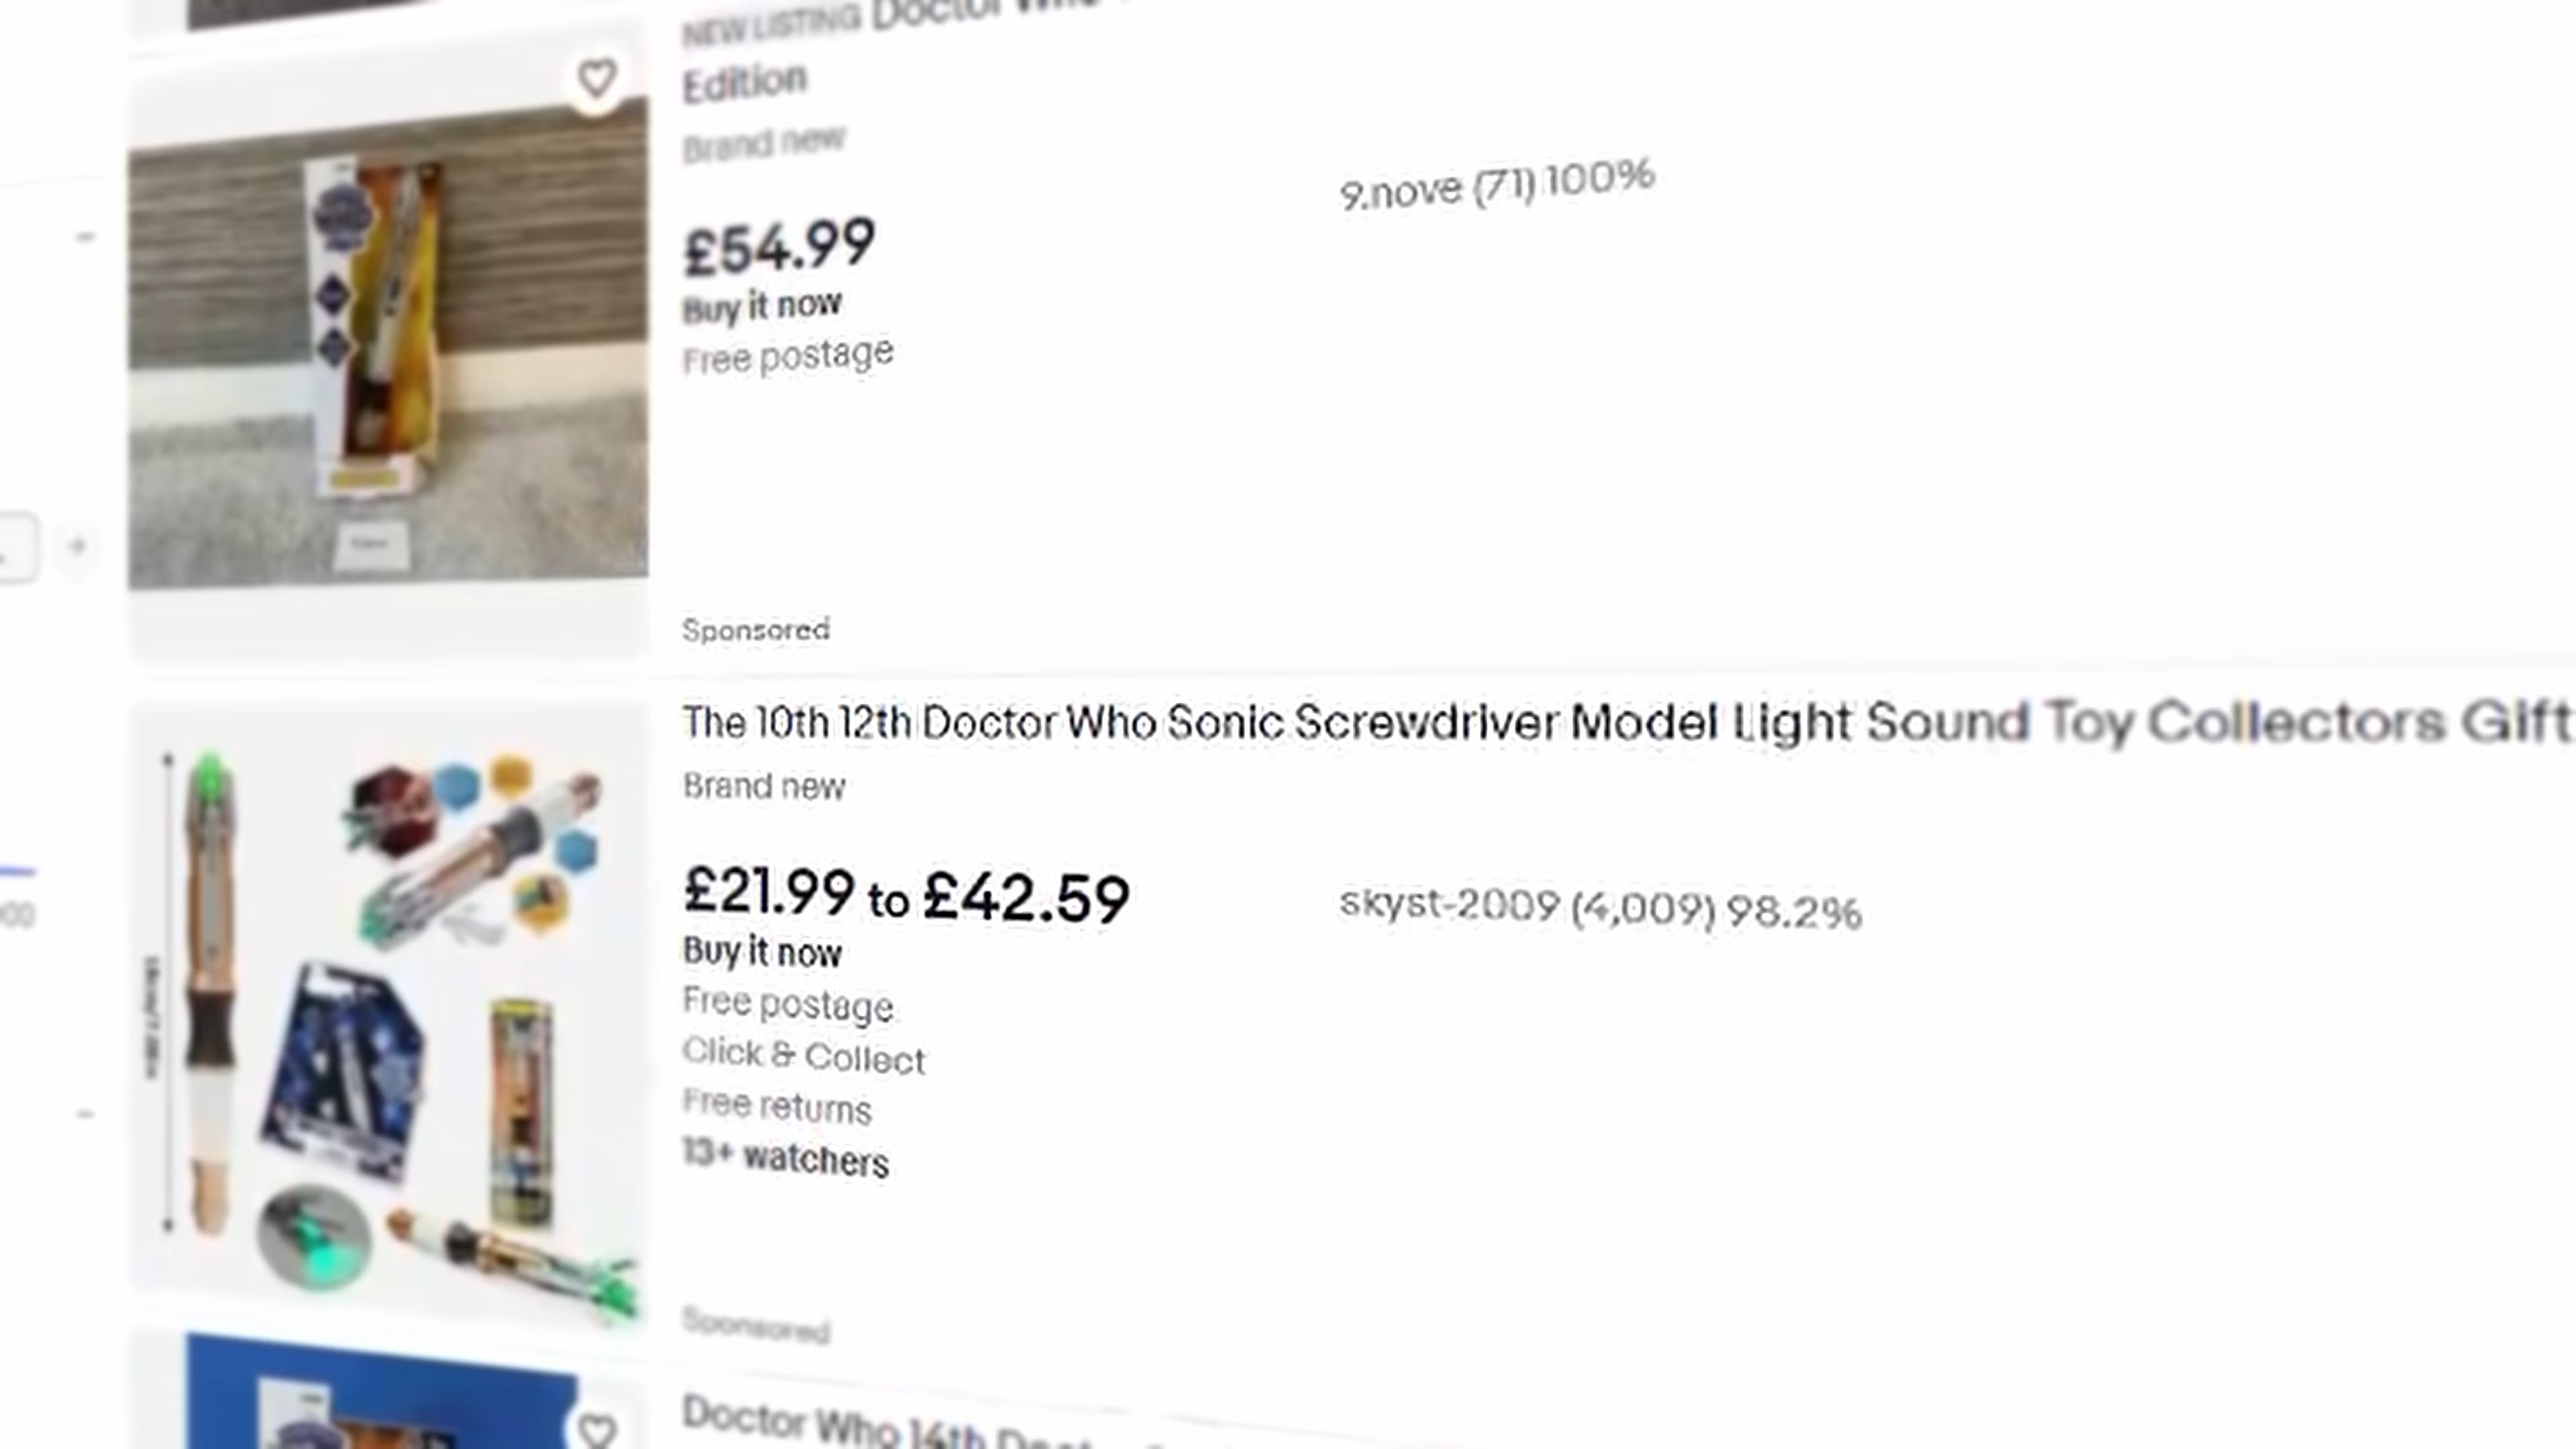 NEW LISTING Doctor Who
Edition
Brand new
£54.99
9.nove (71) 100%
Buy it now
Free postage
Sponsored
The 10th 12th Doctor Who Sonic Screwdriver Model Light Sound Toy Collectors Gift
Brand new
£21.99 to £42.59
skyst-2009 (4,009) 98.2%
Buy it now
Free postage
Click & Collect
Free returns
13+ watchers
Sponsored
Doctor Who 14th